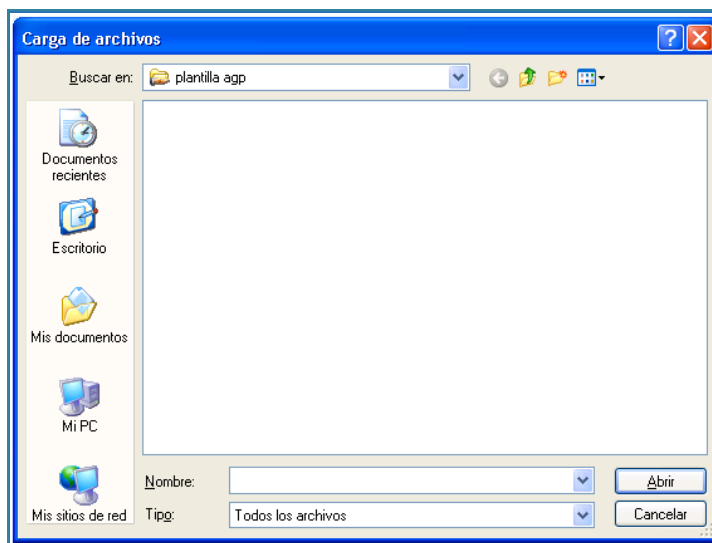 Carga de archivos
Buscar en:
plantilla agp
Documentos
recientes
Escritorio
Mis documentos
Mi PC
Mis sitios de red
Nombre:
Abrir
Tipo:
Todos los archivos
Cancelar